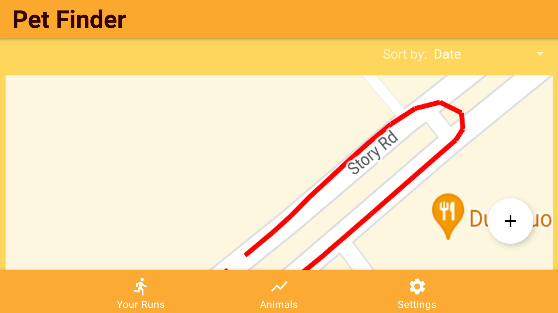 Pet Finder
Sort by: Date
Story Rd
Your Runs
Animals
Settings